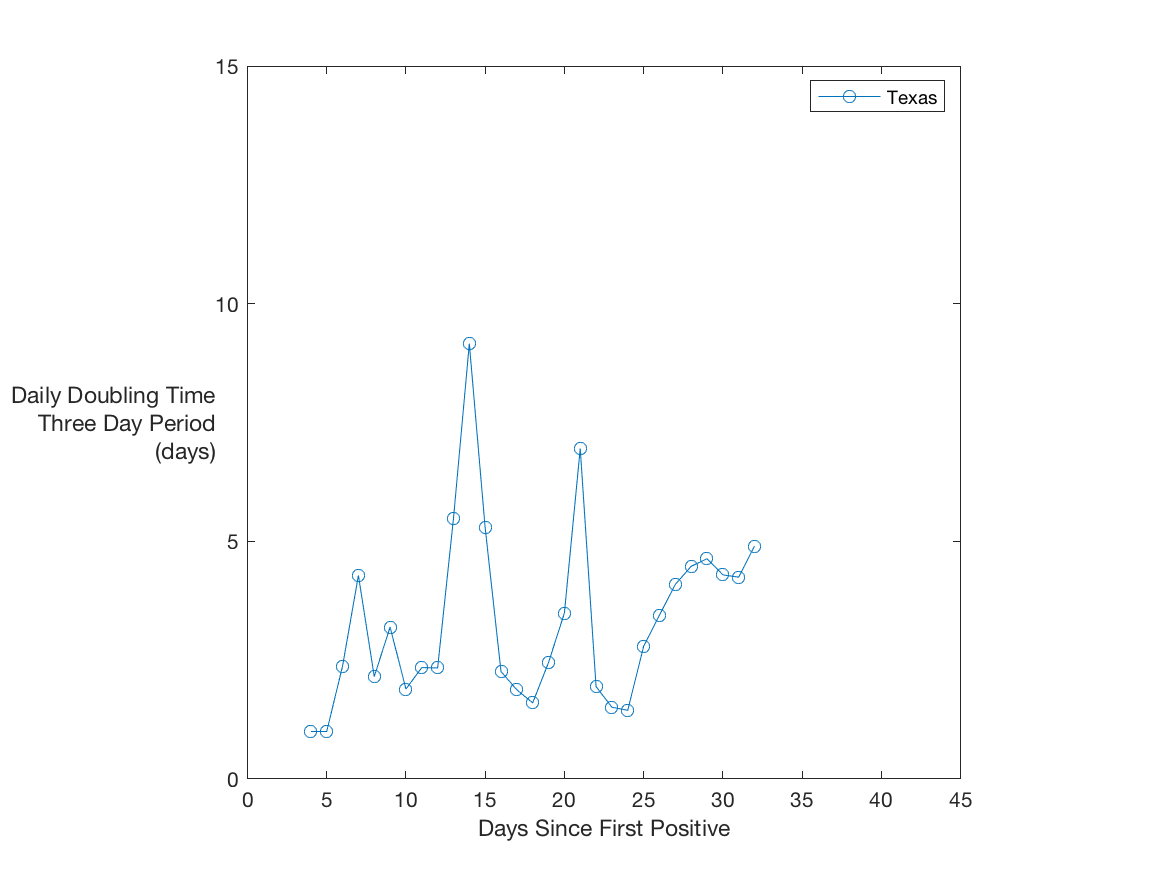 15
Texas
10
Daily Doubling Time
Three Day Period
(days)
5
0
0 5 10 15 20 25 30 35 40 45
Days Since First Positive